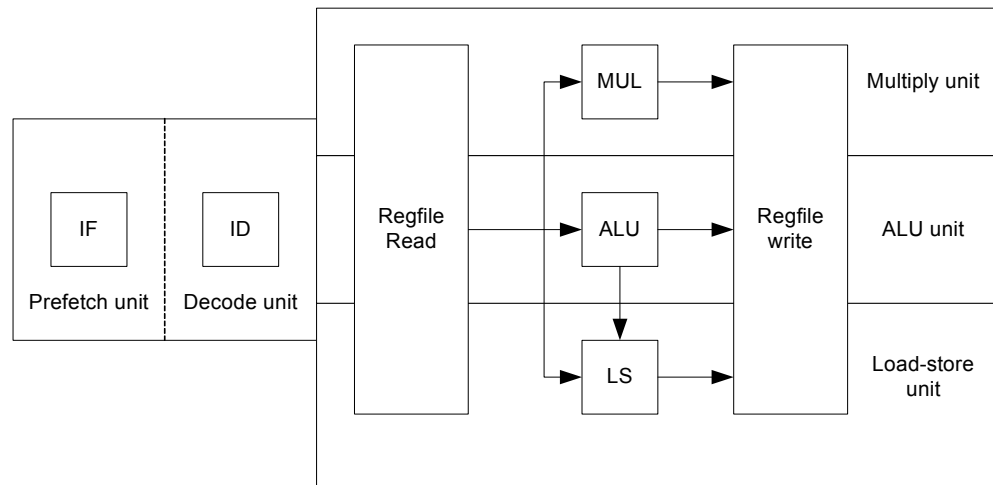 MUL
Multiply unit
IF
ID
Regfile
Read
ALU
Regfile
write
ALU unit
Prefetch unit
Decode unit
LS
Load-store
unit